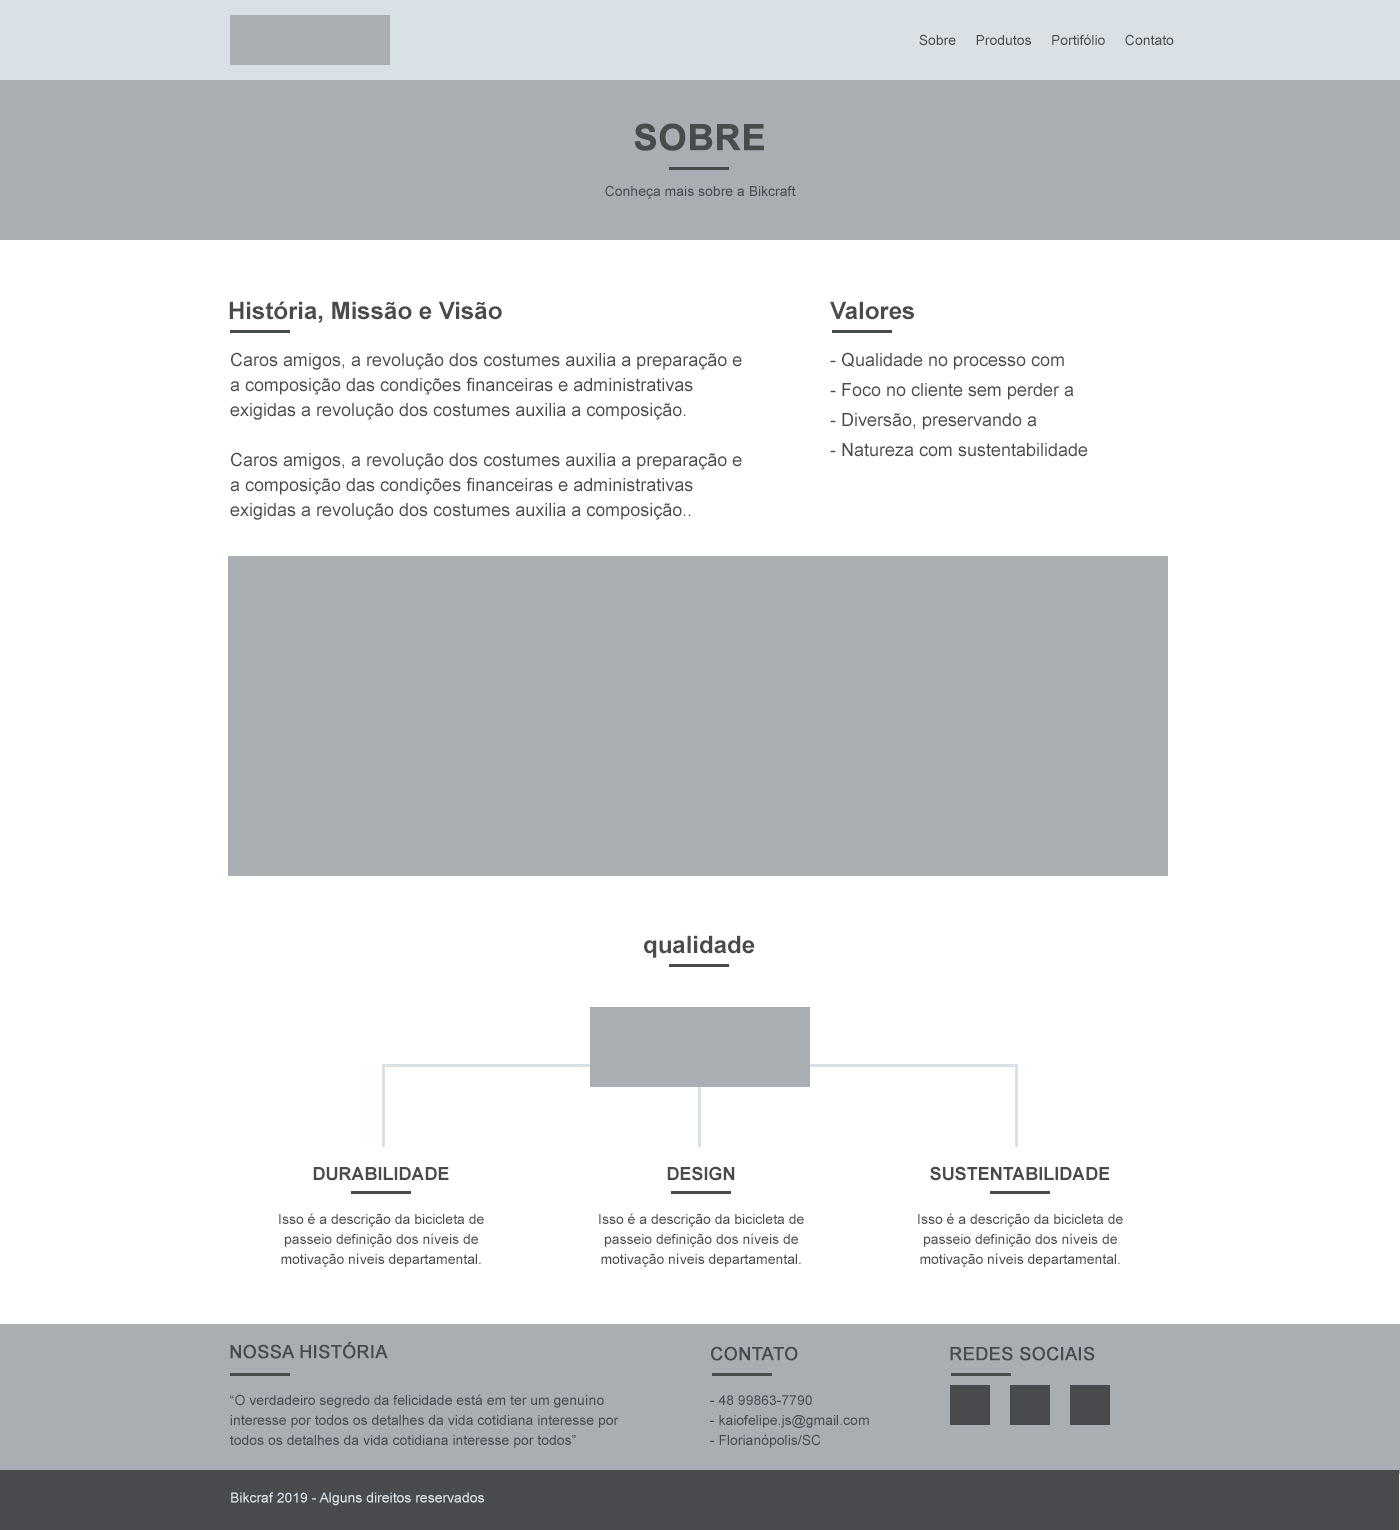 Sobre Produtos Portifólio Contato
SOBRE
Conheça mais sobre a Bikcraft
História, Missão e Visão
Caros amigos, a revolução dos costumes auxilia a preparação e
a composição das condições financeiras e administrativas
exigidas a revolução dos costumes auxilia a composição.
Caros amigos, a revolução dos costumes auxilia a preparação e
a composição das condições financeiras e administrativas
exigidas a revolução dos costumes auxilia a composição..
Valores
- Qualidade no processo com
- Foco no cliente sem perder a
- Diversão, preservando a
- Natureza com sustentabilidade
qualidade
DURABILIDADE
Isso é a descrição da bicicleta de
passeio definição dos níveis de
motivação níveis departamental.
DESIGN
Isso é a descrição da bicicleta de
passeio definição dos níveis de
motivação níveis departamental.
SUSTENTABILIDADE
Isso é a descrição da bicicleta de
passeio definição dos níveis de
motivação níveis departamental.
NOSSA HISTÓRIA
“O verdadeiro segredo da felicidade está em ter um genuíno
interesse por todos os detalhes da vida cotidiana interesse por
todos os detalhes da vida cotidiana interesse por todos”
CONTATO
- 48 99863-7790
- kaiofelipe.js@gmail.com
- Florianópolis/SC
REDES SOCIAIS
Bikcraf 2019 - Alguns direitos reservados